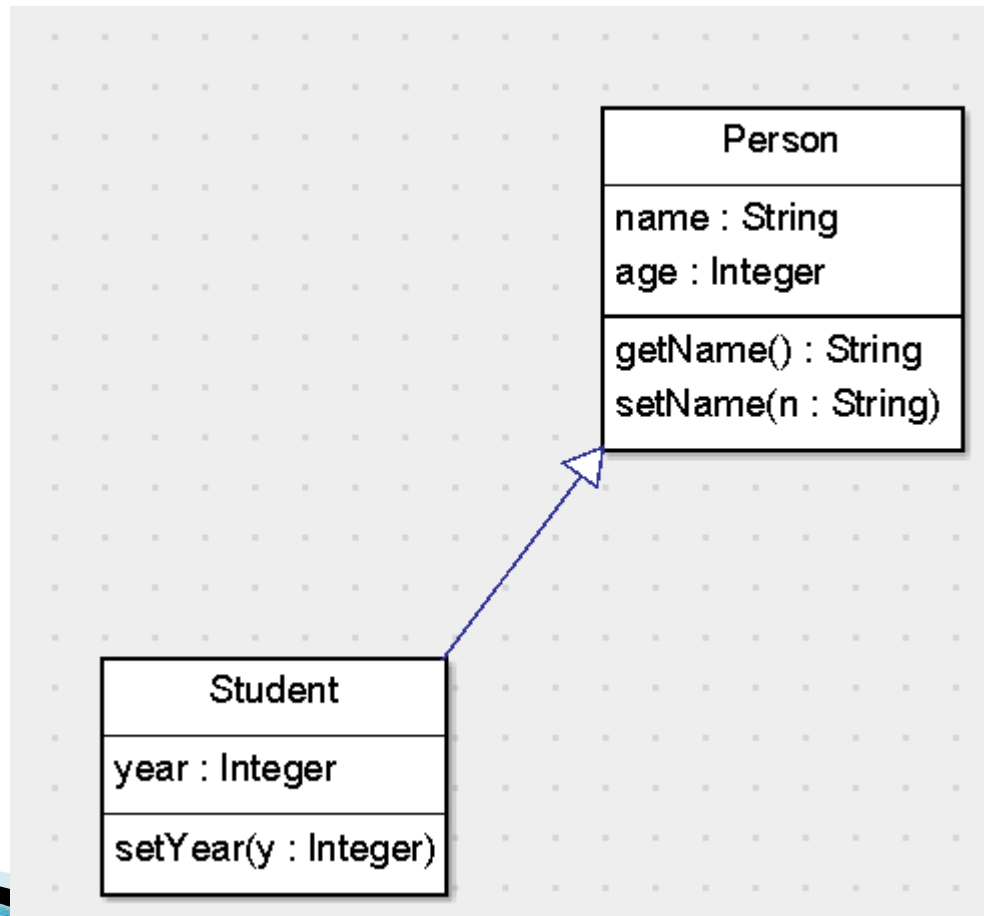 Person
name : String
age : Integer
getName() : String
setName(n : String)
Student
year : Integer
setYear(y : Integer)